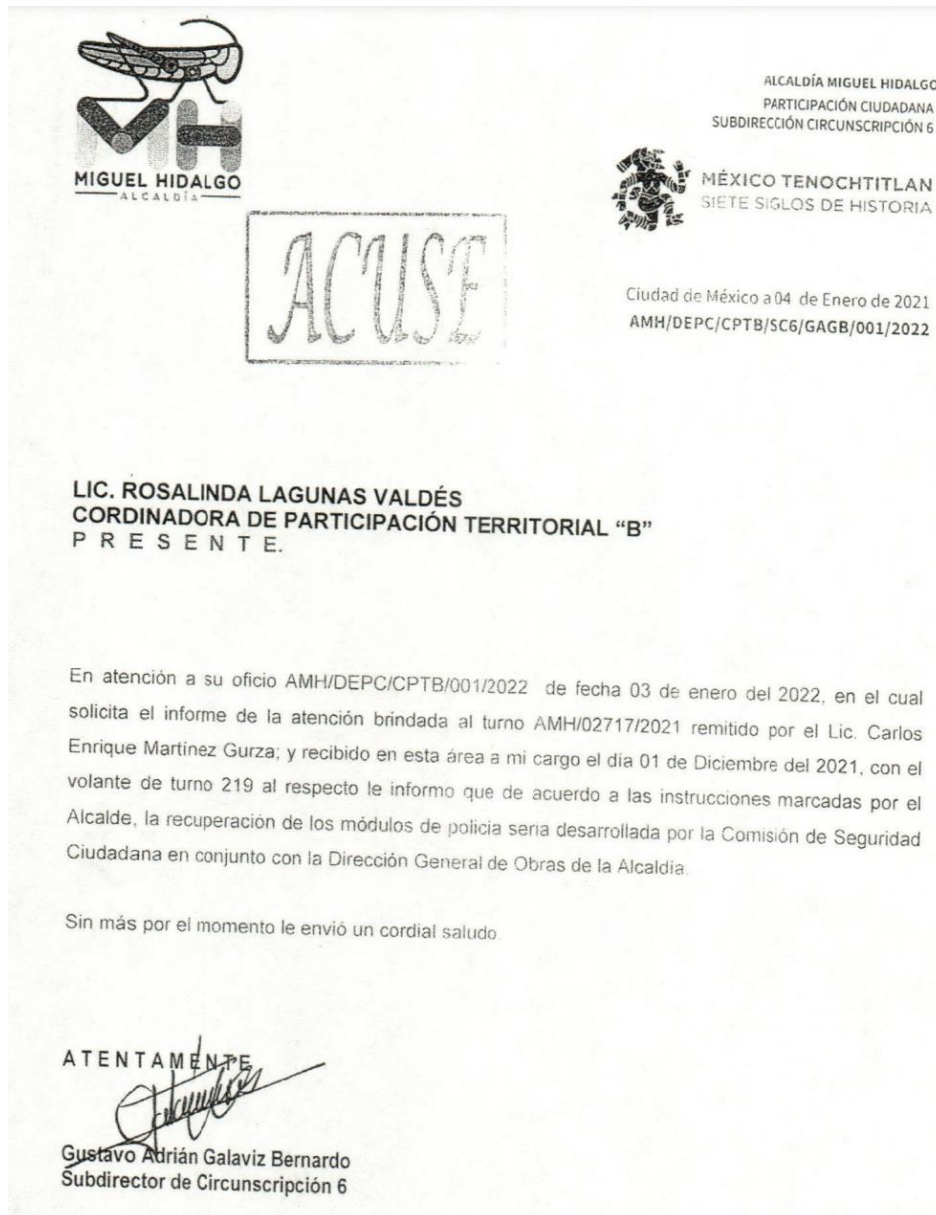 MH
MIGUEL HIDALGO
ALCALDÍA
ALCALDÍA MIGUEL HIDALGO
PARTICIPACIÓN CIUDADANA
SUBDIRECCIÓN CIRCUNSCRIPCIÓN 6
MÉXICO TENOCHTITLAN
SIETE SIGLOS DE HISTORIA
ACUSE
Ciudad de México a 04 de Enero de 2021
AMH/DEPC/CPTB/SC6/GAGB/001/2022
LIC. ROSALINDA LAGUNAS VALDÉS
CORDINADORA DE PARTICIPACIÓN TERRITORIAL “B”
P R E S E N T E.
En atención a su oficio AMH/DEPC/CPTB/001/2022 de fecha 03 de enero del 2022, en el cual
solicita el informe de la atención brindada al turno AMH/02717/2021 remitido por el Lic. Carlos
Enrique Martínez Gurza; y recibido en esta área a mi cargo el día 01 de Diciembre del 2021, con el
volante de turno 219 al respecto le informo que de acuerdo a las instrucciones marcadas por el
Alcalde, la recuperación de los módulos de policía seria desarrollada por la Comisión de Seguridad
Ciudadana en conjunto con la Dirección General de Obras de la Alcaldía.
Sin más por el momento le envió un cordial saludo.
A T E N T A M E N T E
Gustavo Adrián Galaviz Bernardo
Subdirector de Circunscripción 6